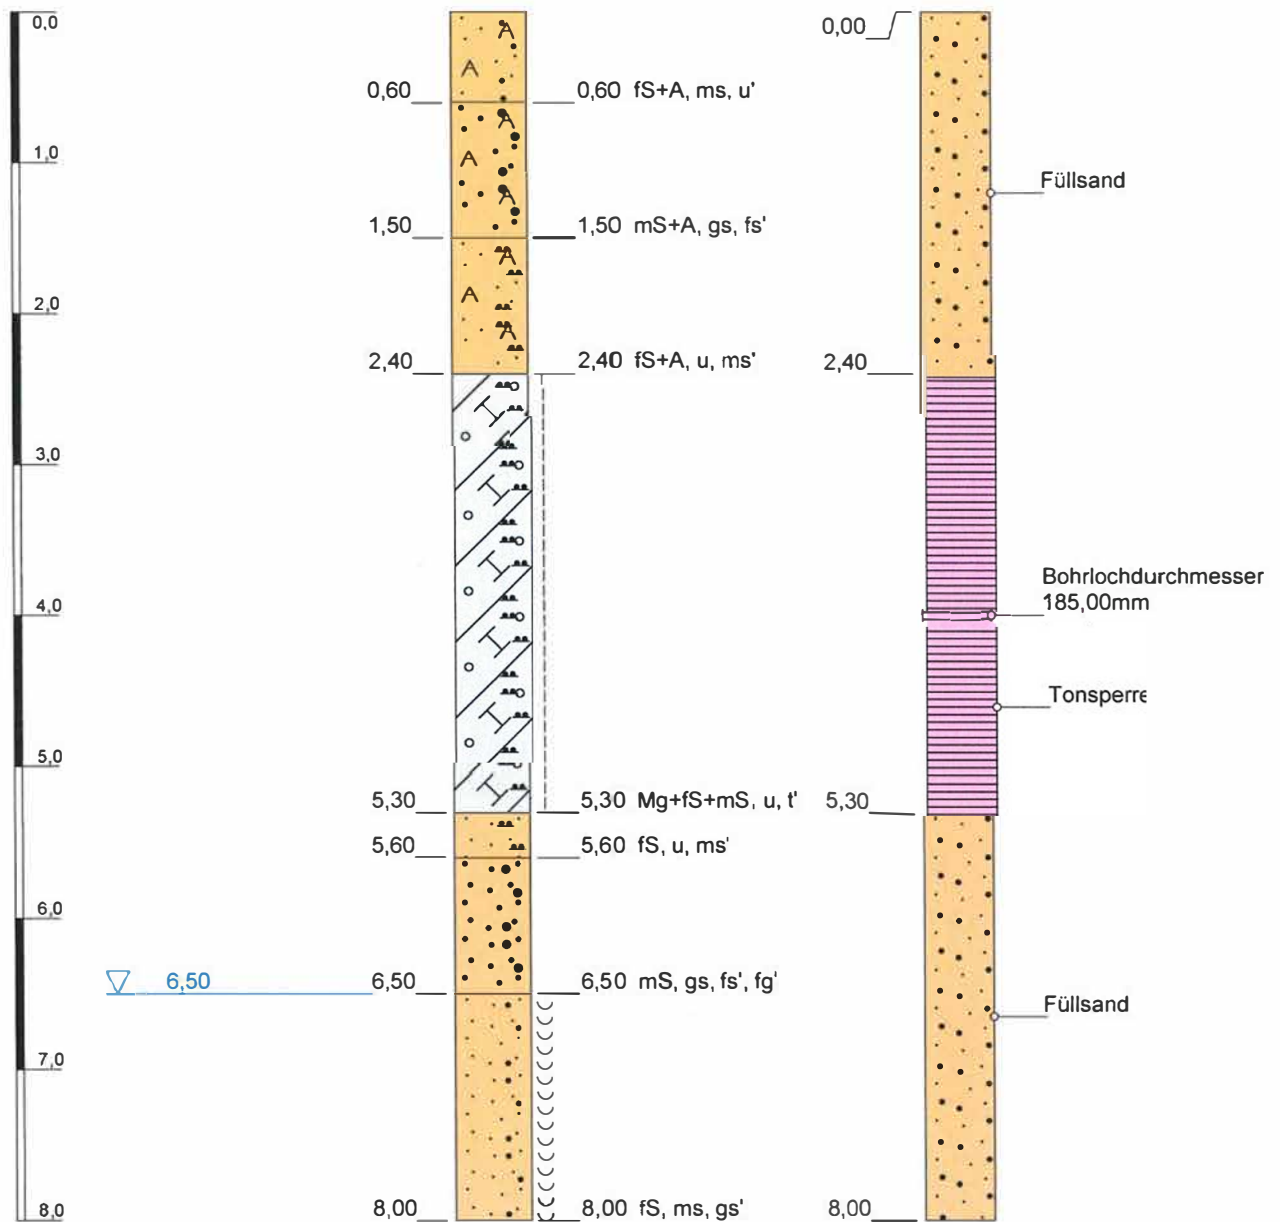 0,0
0,00
0,60
0,60 fS+A, ms, u'
1,0
Füllsand
1,50
1,50 mS+A, gs, fs'
2,0
2,40
2,40 fS+A, u, ms'
2,40
3,0
Bohrlochdurchmesser
185,00mm
4,0
Tonsperre
5,0
5,30
5,30 Mg+fS+mS, u, t'
5,30
5,60
5,60 fS, u, ms'
6,0
6,50
6,50
6,50 mS, gs, fs', fg'
Füllsand
7,0
8,0
8,00
8,00 fS, ms, gs'
8,00